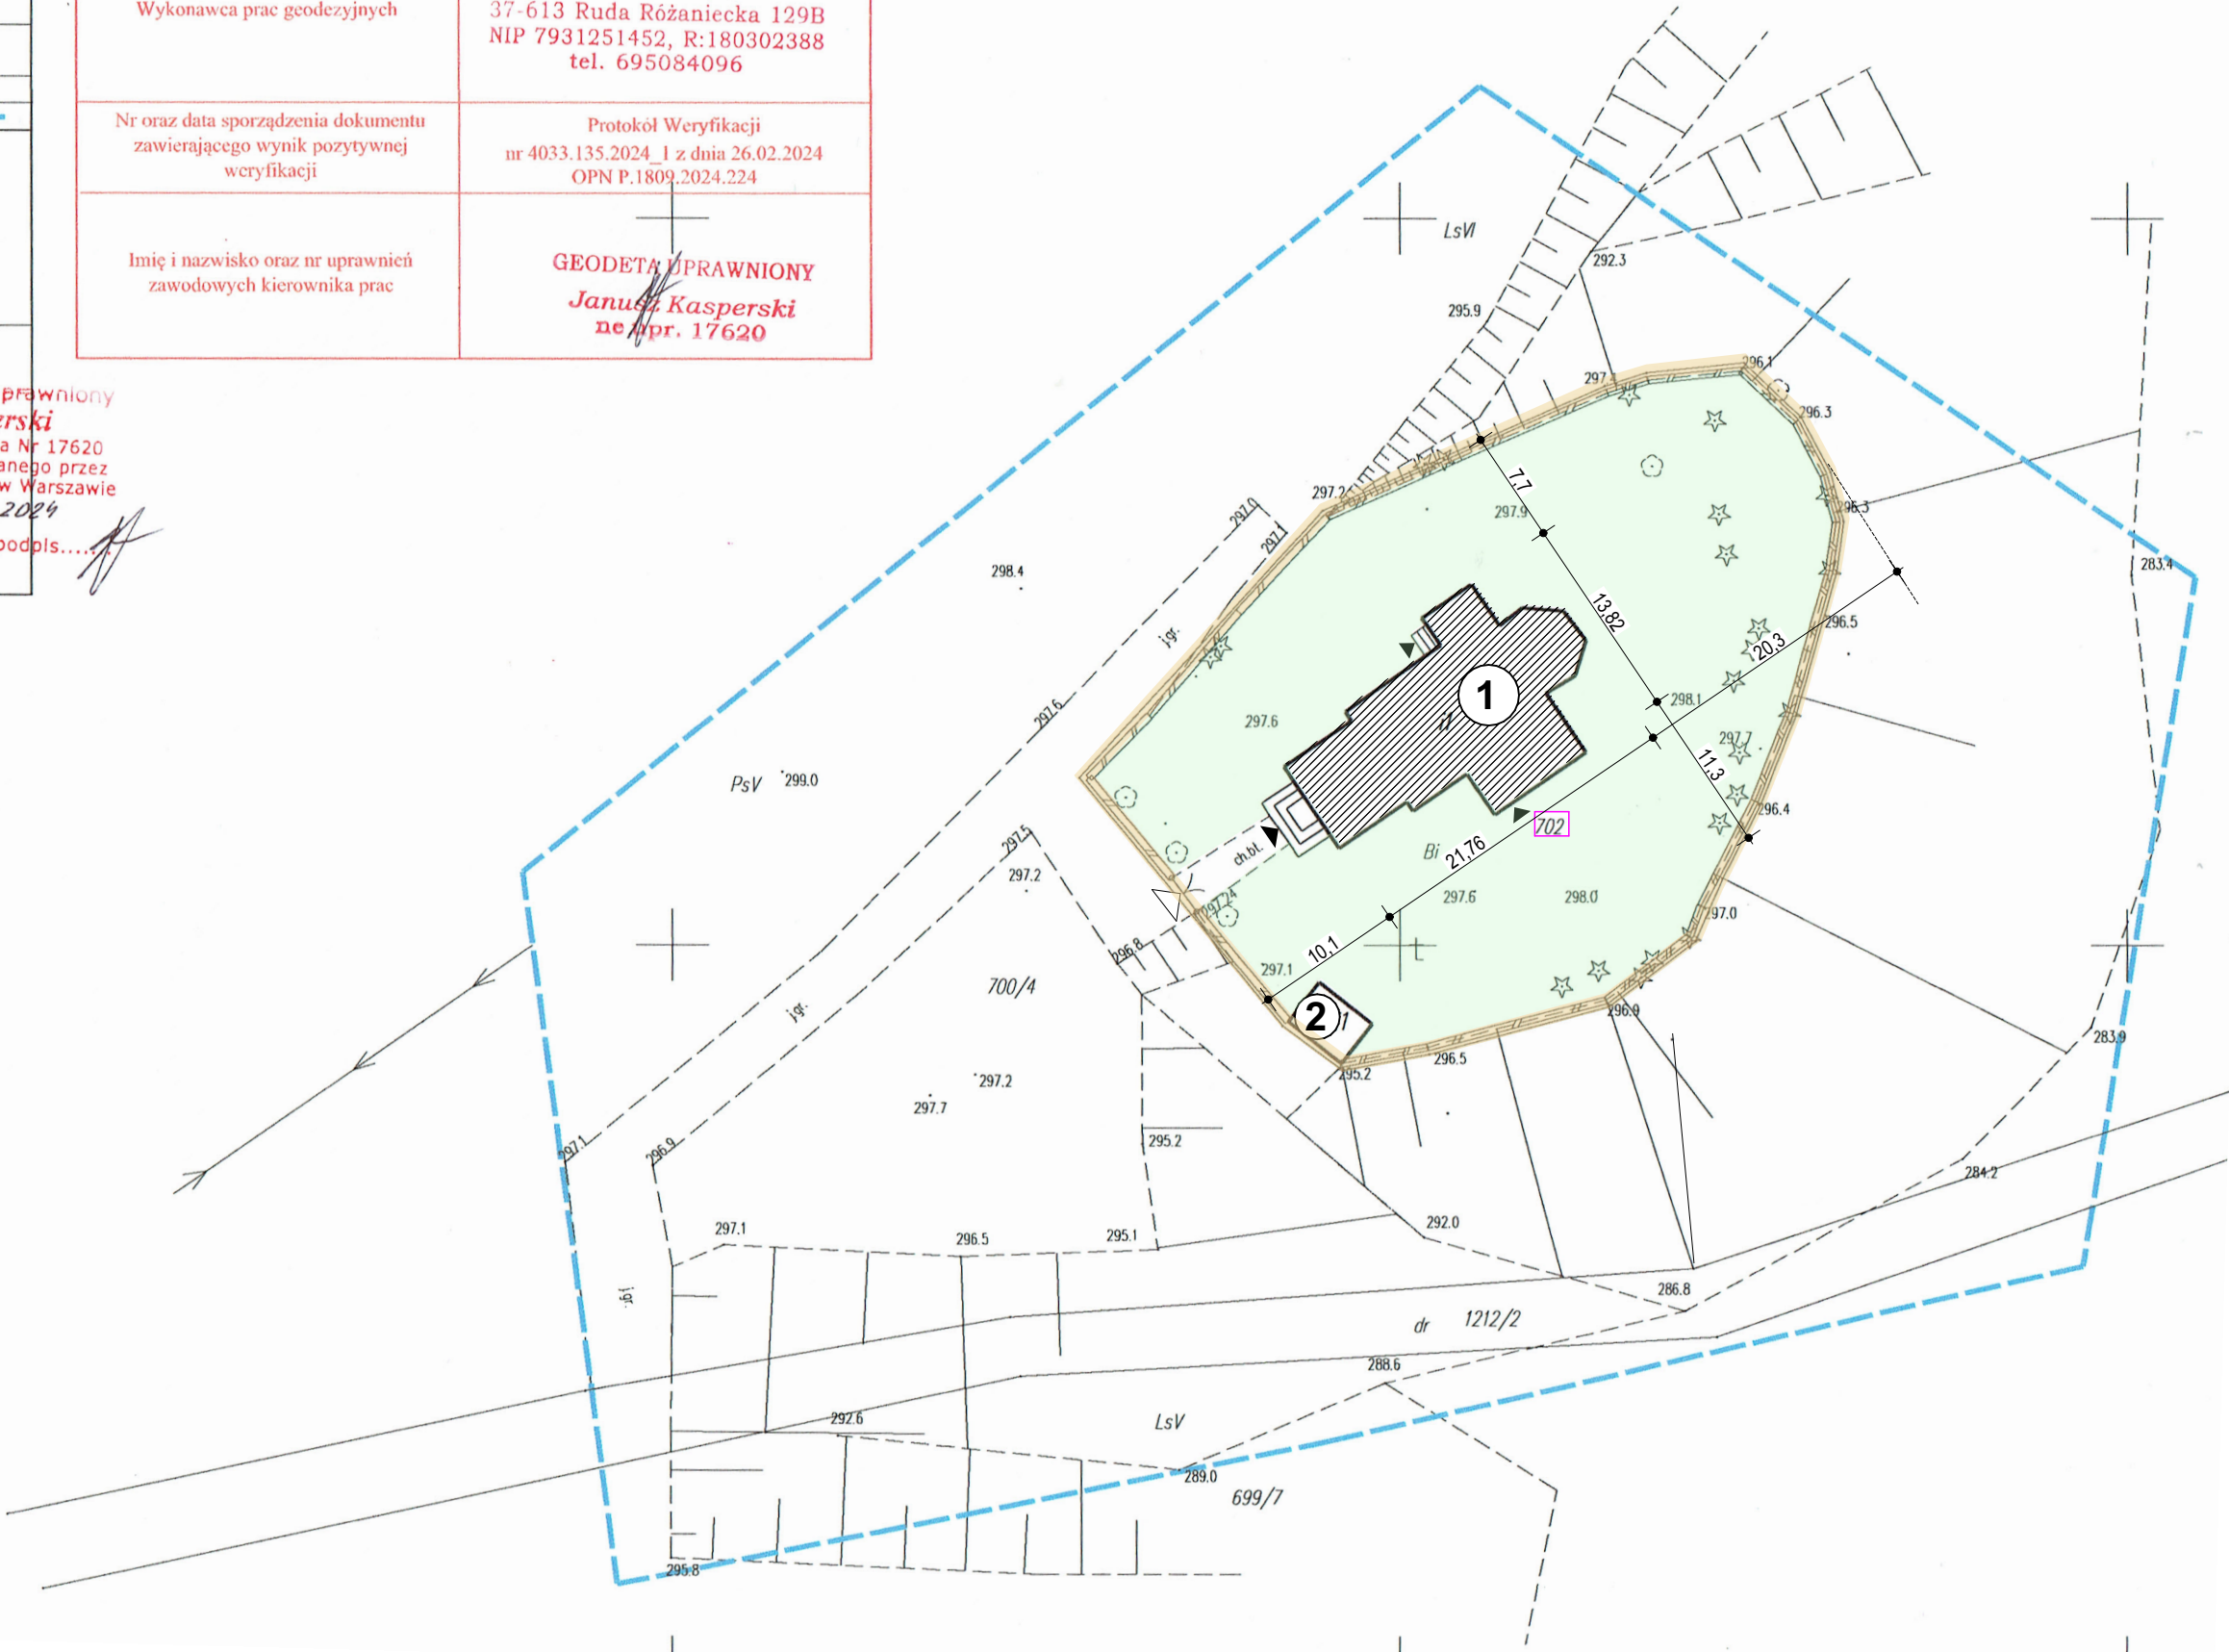 Wykonawca prac geodezyjnych
37-613 Ruda Różaniecka 129B
NIP 7931251452, R:180302388
tel. 695084096
Nr oraz data sporządzenia dokumentu
zawierającego wynik pozytywnej
weryfikacji
Protokół Weryfikacji
nr 4033.135.2024_1 z dnia 26.02.2024
OPN P.1809.2024.224
Imię i nazwisko oraz nr uprawnień
zawodowych kierownika prac
GEODETA UPRAWNIONY
Janusz Kasperski
upr. 17620
prawniony
erski
a Nr 17620
anego przez
w Warszawie
2024
podpis......
LsVI
292.3
295.9
296.1
297.1
296.3
297.2
7,7
297.9
296.3
297.0
297.1
283.4
298.4
13,82
296.5
jgr.
20,3
1
298.1
297.6
297.6
297.7
11,3
PsV
299.0
296.4
702
297.5
ch.bt.
Bi
21,76
297.2
297.24
297.6
298.0
297.0
296.8
10,1
t
297.1
700/4
jgr.
2
1
296.9
283.9
296.5
295.2
297.2
297.7
295.2
297.1
296.9
284.2
297.1
296.5
295.1
292.0
jgr.
286.8
dr
1212/2
288.6
292.6
LsV
289.0
699/7
295.8